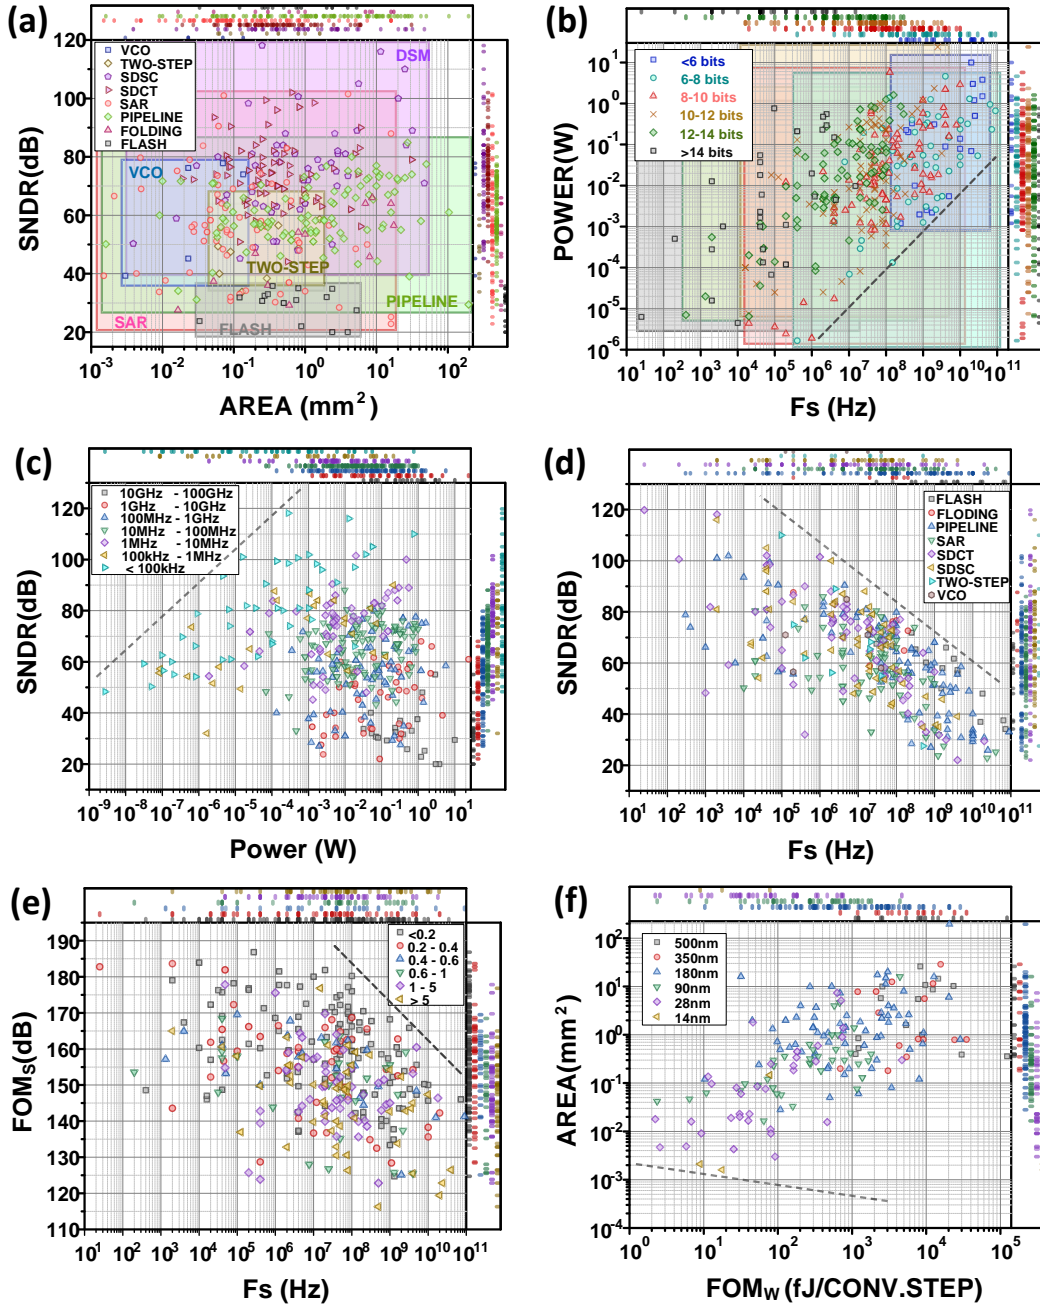 (a)
120
100
80
60
40
20
SNDR(dB)
VCO
TWO-STEP
SDSC
SDCT
SAR
PIPELINE
FOLDING
FLASH
DSM
VCO
TWO-STEP
PIPELINE
SAR
FLASH
10^-3 10^-2 10^-1 10^0 10^1 10^2
AREA (mm^2)
(b)
10^1
10^0
10^-1
10^-2
10^-3
10^-4
10^-5
10^-6
POWER(W)
<6 bits
6-8 bits
8-10 bits
10-12 bits
12-14 bits
>14 bits
10^1 10^2 10^3 10^4 10^5 10^6 10^7 10^8 10^9 10^10 10^11
Fs (Hz)
(c)
120
100
80
60
40
20
SNDR(dB)
10GHz - 100GHz
1GHz - 10GHz
100MHz - 1GHz
10MHz - 100MHz
1MHz - 10MHz
100kHz - 1MHz
< 100kHz
10^-9 10^-8 10^-7 10^-6 10^-5 10^-4 10^-3 10^-2 10^-1 10^0 10^1
Power (W)
(d)
120
100
80
60
40
20
SNDR(dB)
FLASH
FLODING
PIPELINE
SAR
SDCT
SDSC
TWO-STEP
VCO
10^1 10^2 10^3 10^4 10^5 10^6 10^7 10^8 10^9 10^10 10^11
Fs (Hz)
(e)
190
180
170
160
150
140
130
120
110
FOM_S(dB)
<0.2
0.2 - 0.4
0.4 - 0.6
0.6 - 1
1 - 5
> 5
10^1 10^2 10^3 10^4 10^5 10^6 10^7 10^8 10^9 10^10 10^11
Fs (Hz)
(f)
10^2
10^1
10^0
10^-1
10^-2
10^-3
10^-4
AREA(mm^2)
500nm
350nm
180nm
90nm
28nm
14nm
10^0 10^1 10^2 10^3 10^4 10^5
FOM_W (fJ/CONV.STEP)